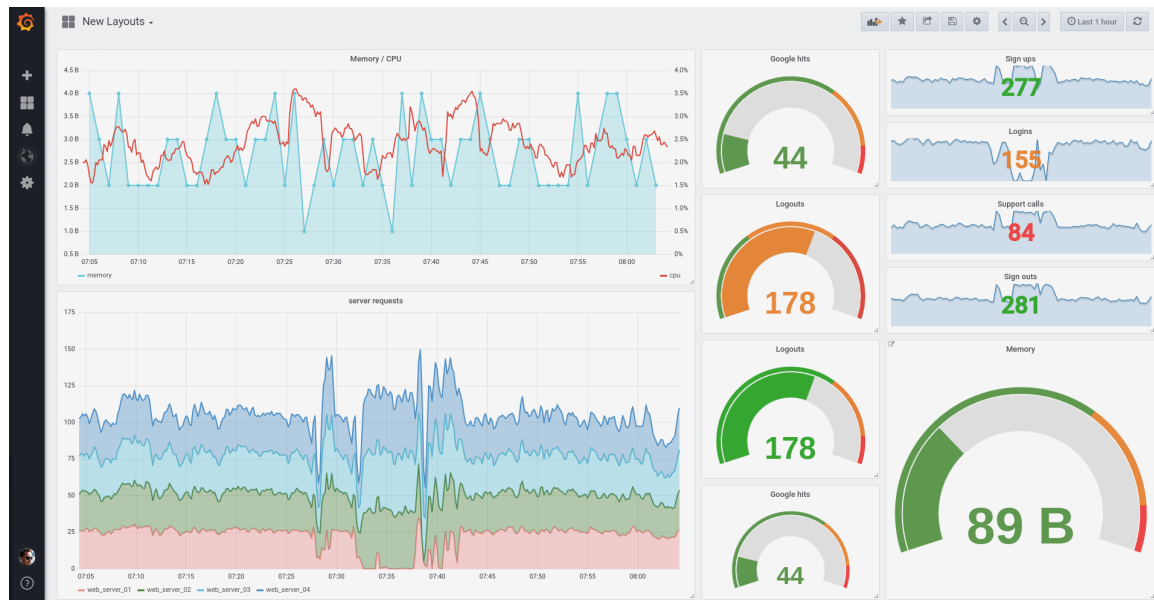 New Layouts
Last 1 hour
Memory / CPU
4.5 B
4.0 B
3.5 B
3.0 B
2.5 B
2.0 B
1.5 B
1.0 B
0.5 B
4.0%
3.5%
3.0%
2.5%
2.0%
1.5%
1.0%
0.5%
0%
07:05 07:10 07:15 07:20 07:25 07:30 07:35 07:40 07:45 07:50 07:55 08:00
memory cpu
server requests
175
150
125
100
75
50
25
0
07:05 07:10 07:15 07:20 07:25 07:30 07:35 07:40 07:45 07:50 07:55 08:00
web_server_01 web_server_02 web_server_03 web_server_04
Google hits
44
Logouts
178
Logouts
178
Google hits
44
Sign ups
277
Logins
155
Support calls
84
Sign outs
281
Memory
89 B